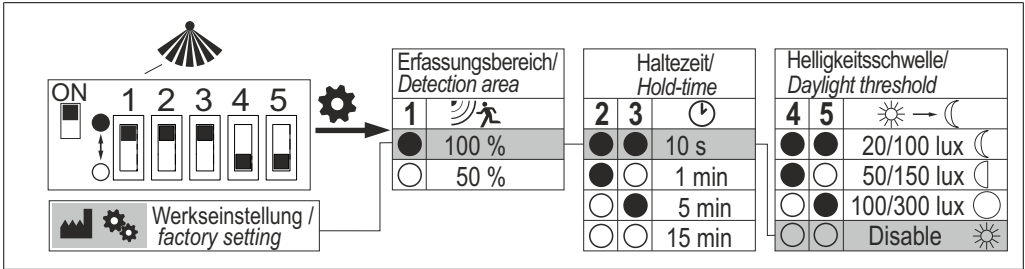 ON
1 2 3 4 5
Werkseinstellung /
factory setting
Erfassungsbereich/
Detection area
1
100 %
50 %
Haltezeit/
Hold-time
2 3
10 s
1 min
5 min
15 min
Helligkeitsschwelle/
Daylight threshold
4 5
20/100 lux
50/150 lux
100/300 lux
Disable